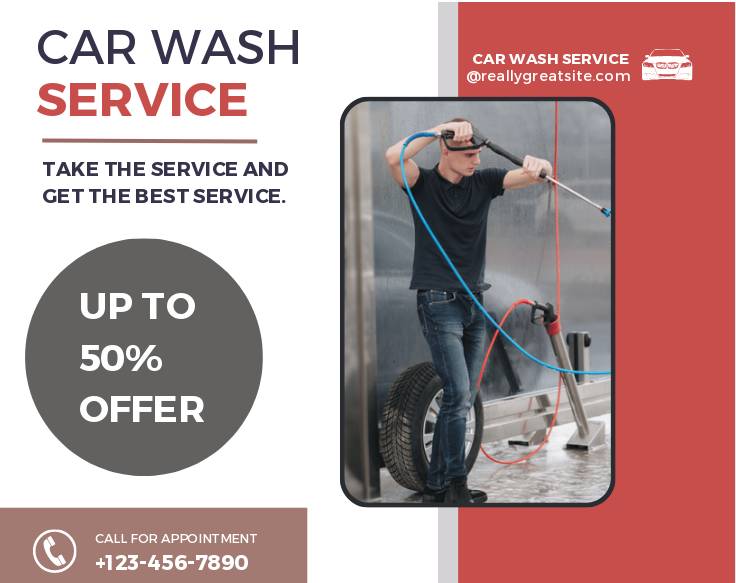 CAR WASH
SERVICE
TAKE THE SERVICE AND
GET THE BEST SERVICE.
UP TO
50%
OFFER
CALL FOR APPOINTMENT
+123-456-7890
CAR WASH SERVICE
@reallygreatsite.com